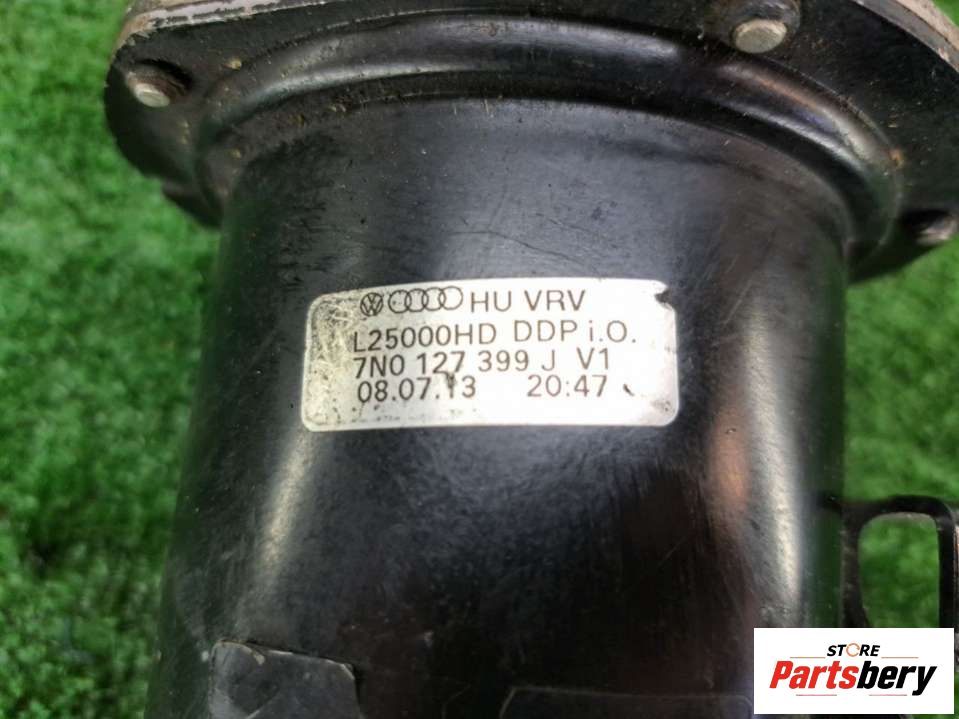 HU VRV
L25000HD DDP i.O.
7N0 127 399 J V1
08.07.13 20:47
STORE
Partsbery